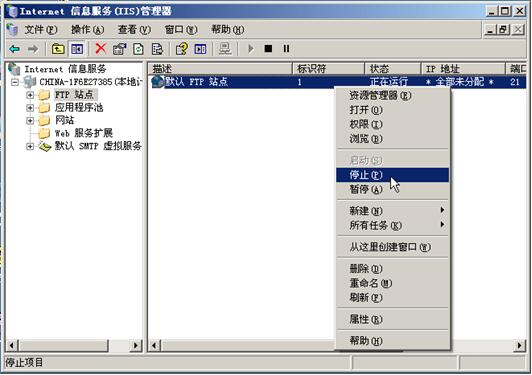 Internet 信息服务(IIS)管理器
文件(F) 操作(A) 查看(V) 窗口(W) 帮助(H)
Internet 信息服务
CHINA-1F6E27385(本地计
FTP 站点
应用程序池
网站
Web 服务扩展
默认 SMTP 虚拟服务
描述 标识符 状态 IP 地址 端口
默认 FTP 站点 1 正在运行 * 全部未分配 * 21
资源管理器(E)
打开(O)
权限(I)
浏览(B)
启动(S)
停止(P)
暂停(A)
新建(N)
所有任务(K)
从这里创建窗口(W)
删除(D)
重命名(M)
刷新(F)
属性(R)
帮助(H)
停止项目